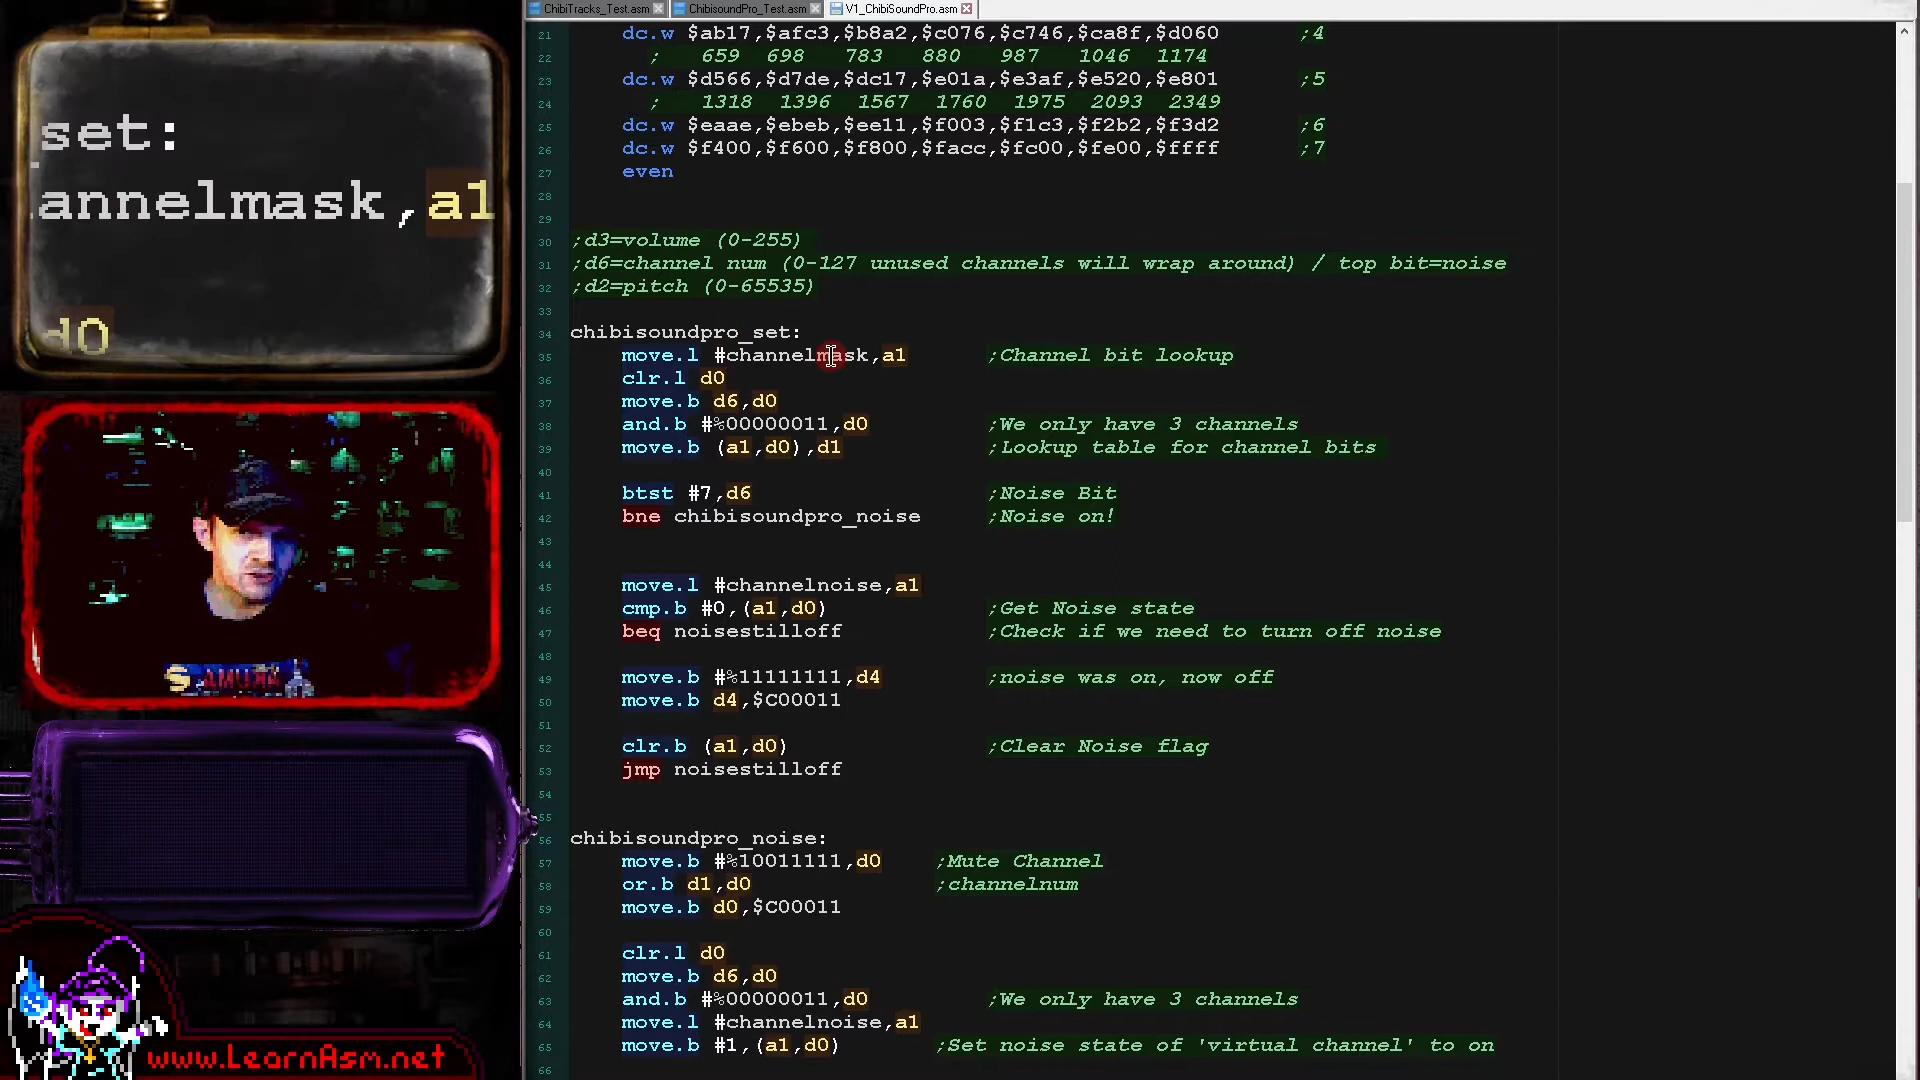 ChibiTracks_Test.asm ChibisoundPro_Test.asm V1_ChibiSoundPro.asm
set:
annelmask,a1
d0
21 dc.w $ab17,$afc3,$b8a2,$c076,$c746,$ca8f,$d060 ;4
22 ; 659 698 783 880 987 1046 1174
23 dc.w $d566,$d7de,$dc17,$e01a,$e3af,$e520,$e801 ;5
24 ; 1318 1396 1567 1760 1975 2093 2349
25 dc.w $eaae,$ebeb,$ee11,$f003,$f1c3,$f2b2,$f3d2 ;6
26 dc.w $f400,$f600,$f800,$facc,$fc00,$fe00,$ffff ;7
27 even
28
29
30 ;d3=volume (0-255)
31 ;d6=channel num (0-127 unused channels will wrap around) / top bit=noise
32 ;d2=pitch (0-65535)
33
34 chibisoundpro_set:
35 move.l #channelmask,a1 ;Channel bit lookup
36 clr.l d0
37 move.b d6,d0
38 and.b #%00000011,d0 ;We only have 3 channels
39 move.b (a1,d0),d1 ;Lookup table for channel bits
40
41 btst #7,d6 ;Noise Bit
42 bne chibisoundpro_noise ;Noise on!
43
44
45 move.l #channelnoise,a1
46 cmp.b #0,(a1,d0) ;Get Noise state
47 beq noisestilloff ;Check if we need to turn off noise
48
49 move.b #%11111111,d4 ;noise was on, now off
50 move.b d4,$C00011
51
52 clr.b (a1,d0) ;Clear Noise flag
53 jmp noisestilloff
54
55
56 chibisoundpro_noise:
57 move.b #%10011111,d0 ;Mute Channel
58 or.b d1,d0 ;channelnum
59 move.b d0,$C00011
60
61 clr.l d0
62 move.b d6,d0
63 and.b #%00000011,d0 ;We only have 3 channels
64 move.l #channelnoise,a1
65 move.b #1,(a1,d0) ;Set noise state of 'virtual channel' to on
66
www.LearnAsm.net